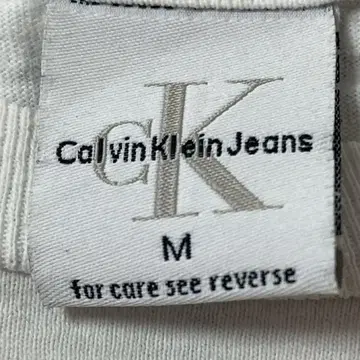 CK
Calvin Klein Jeans
M
for care see reverse